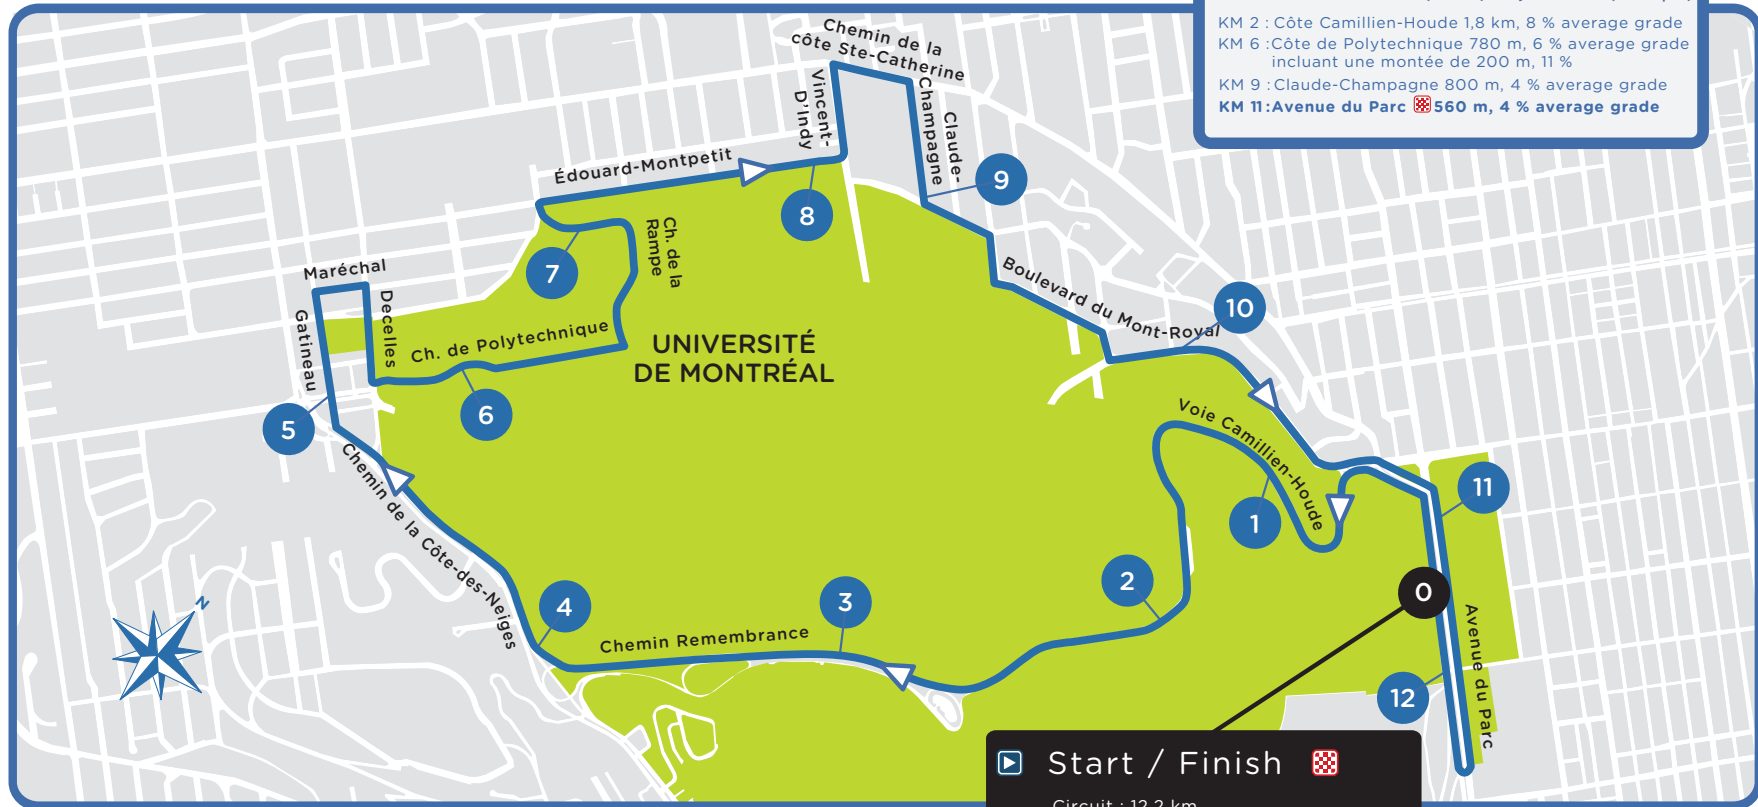 KM 2 : Côte Camillien-Houde 1,8 km, 8 % average grade
KM 6 : Côte de Polytechnique 780 m, 6 % average grade
incluant une montée de 200 m, 11 %
KM 9 : Claude-Champagne 800 m, 4 % average grade
KM 11 : Avenue du Parc 560 m, 4 % average grade
Chemin de la
côte Ste-Catherine
Vincent-
D'Indy
Claude-
Champagne
Édouard-Montpetit
8
9
Ch. de la
Rampe
7
Maréchal
Decelles
Gatineau
Ch. de Polytechnique
UNIVERSITÉ
DE MONTRÉAL
Boulevard du Mont-Royal
10
6
5
Voie Camillien-Houde
1
11
Chemin de la Côte-des-Neiges
2
0
3
4
N
Chemin Remembrance
Avenue du Parc
12
Start / Finish
Circuit : 12,2 km